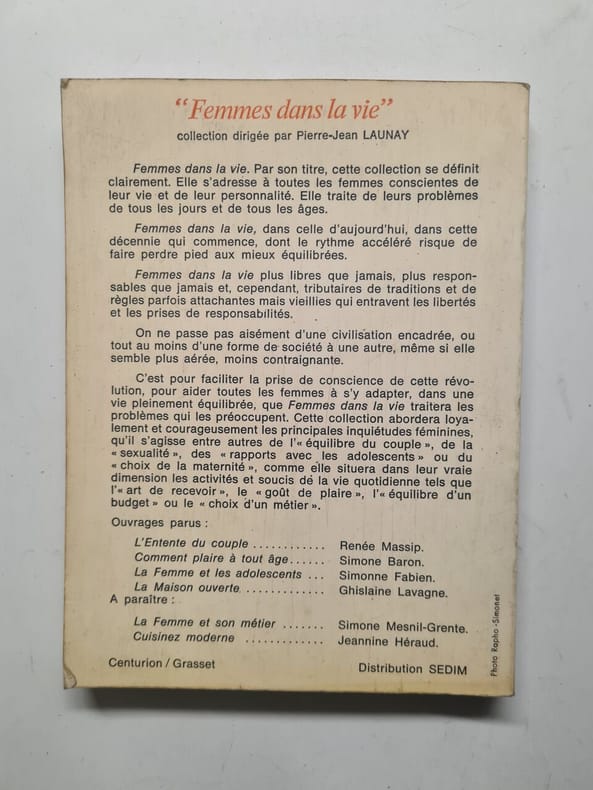 “Femmes dans la vie”
collection dirigée par Pierre-Jean LAUNAY
Femmes dans la vie. Par son titre, cette collection se définit
clairement. Elle s'adresse à toutes les femmes conscientes de
leur vie et de leur personnalité. Elle traite de leurs problèmes
de tous les jours et de tous les âges.
Femmes dans la vie, dans celle d'aujourd'hui, dans cette
décennie qui commence, dont le rythme accéléré risque de
faire perdre pied aux mieux équilibrées.
Femmes dans la vie plus libres que jamais, plus respon-
sables que jamais et, cependant, tributaires de traditions et de
règles parfois attachantes mais vieillies qui entravent les libertés
et les prises de responsabilités.
On ne passe pas aisément d'une civilisation encadrée, ou
tout au moins d'une forme de société à une autre, même si elle
semble plus aérée, moins contraignante.
C'est pour faciliter la prise de conscience de cette révo-
lution, pour aider toutes les femmes à s'y adapter, dans une
vie pleinement équilibrée, que Femmes dans la vie traitera les
problèmes qui les préoccupent. Cette collection abordera loya-
lement et courageusement les principales inquiétudes féminines,
qu'il s'agisse entre autres de l'« équilibre du couple », de la
« sexualité », des « rapports avec les adolescents » ou du
« choix de la maternité », comme elle situera dans leur vraie
dimension les activités et soucis de la vie quotidienne tels que
l'« art de recevoir », le « goût de plaire », l'« équilibre d'un
budget » ou le « choix d'un métier ».
Ouvrages parus :
L'Entente du couple ............ Renée Massip.
Comment plaire à tout âge...... Simone Baron.
La Femme et les adolescents ... Simonne Fabien.
La Maison ouverte ............. Ghislaine Lavagne.
A paraître :
La Femme et son métier ....... Simone Mesnil-Grente.
Cuisinez moderne ............. Jeannine Héraud.
Centurion / Grasset
Distribution SEDIM
Photo Rapho - Simonet